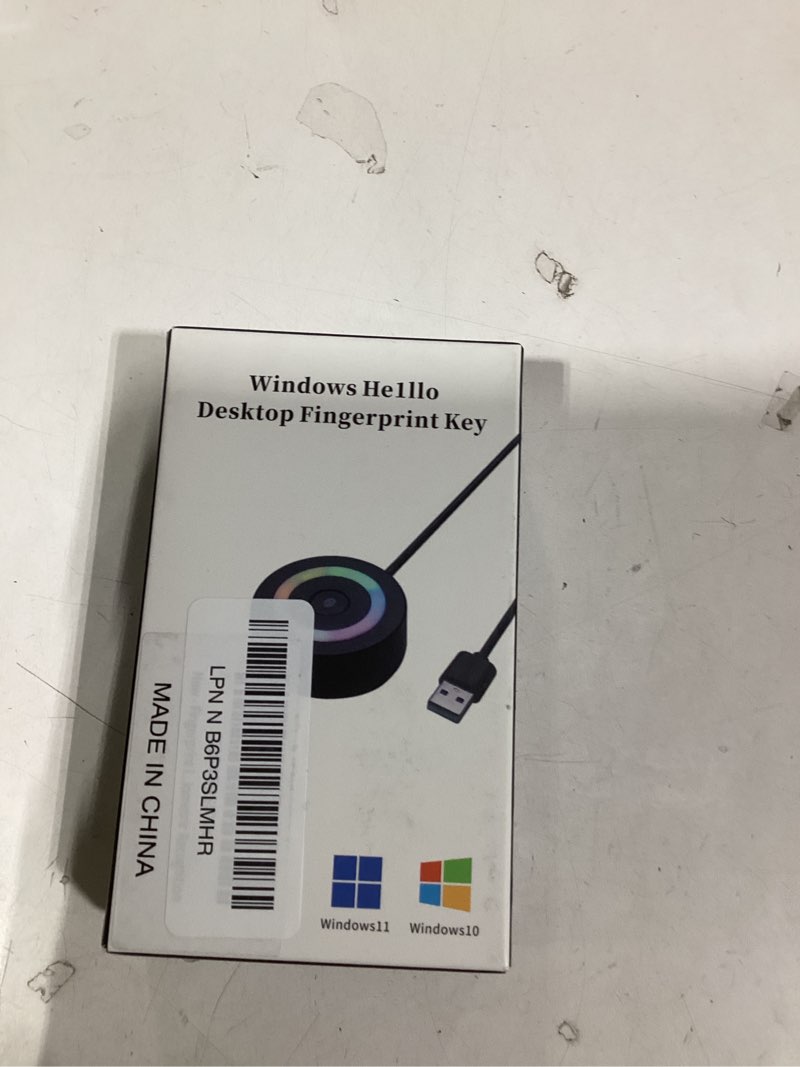 Windows He1llo
Desktop Fingerprint Key
LPN N B6P3SLMHR
MADE IN CHINA
Windows11
Windows10